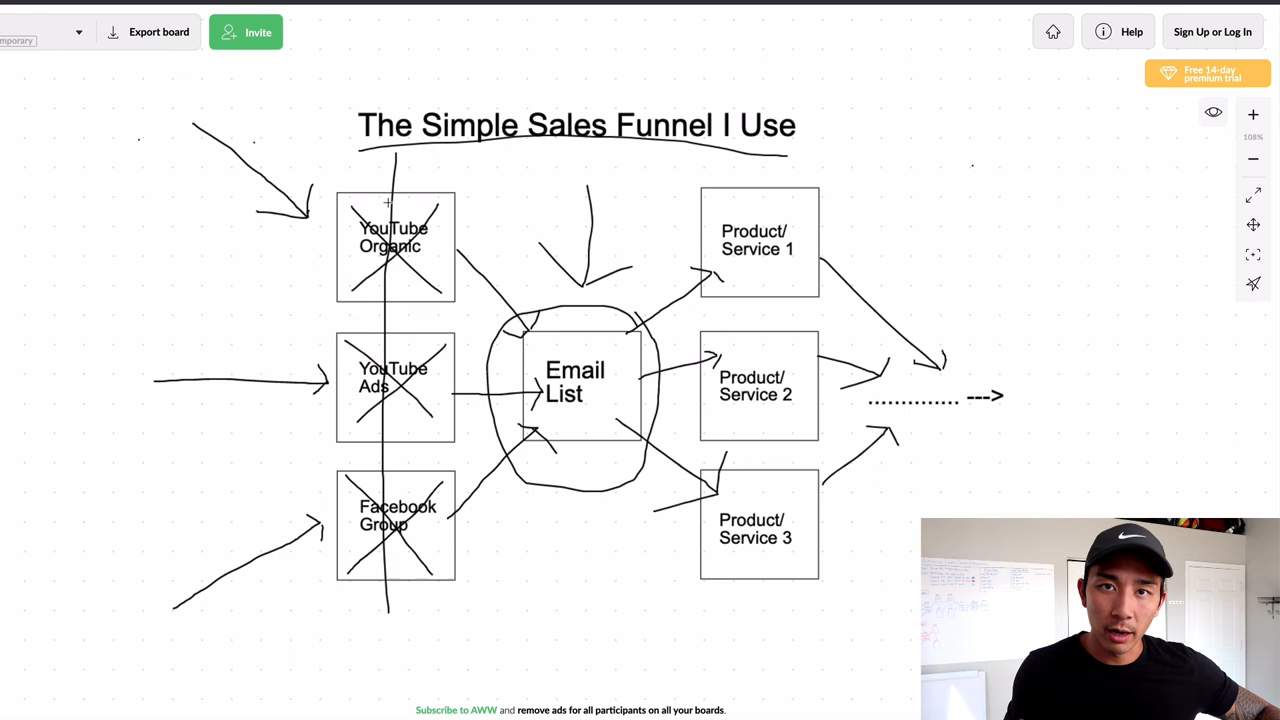 mporary
Export board
Invite
Help
Sign Up or Log In
Free 14-day
premium trial
108%
The Simple Sales Funnel I Use
YouTube
Organic
Product/
Service 1
YouTube
Ads
Email
List
Product/
Service 2
.............. --->
Facebook
Group
Product/
Service 3
Subscribe to AWW and remove ads for all participants on all your boards.